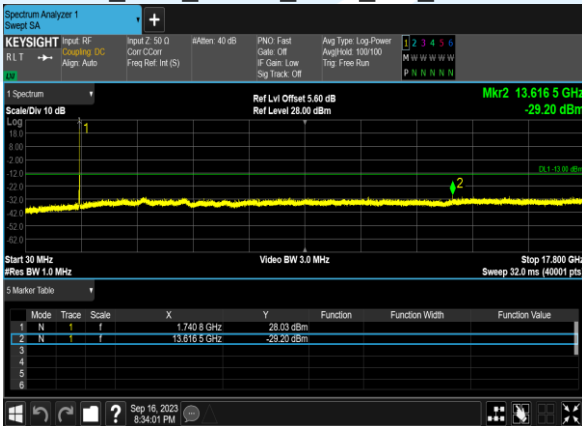 Spectrum Analyzer 1
Swept SA
+
KEYSIGHT Input: RF Input Z: 50 Ω #Atten: 40 dB PNO: Fast Avg Type: Log-Power 1 2 3 4 5 6
RLT Coupling: DC Corr CCorr Gate: Off Avg|Hold: 100/100 M W W W W W
Align: Auto Freq Ref: Int (S) IF Gain: Low Trig: Free Run
LU Sig Track: Off P N N N N N
1 Spectrum Ref Lvl Offset 5.60 dB Mkr2 13.616 5 GHz
Scale/Div 10 dB Ref Level 28.00 dBm -29.20 dBm
Log
18.0
8.00
-2.00
-12.0
-22.0
-32.0
-42.0
-52.0
-62.0
1
DL1 -13.00 dBm
2
Start 30 MHz Video BW 3.0 MHz Stop 17.800 GHz
#Res BW 1.0 MHz Sweep 32.0 ms (40001 pts
5 Marker Table
Mode Trace Scale X Y Function Function Width Function Value
1 N 1 f 1.740 8 GHz 28.03 dBm
2 N 1 f 13.616 5 GHz -29.20 dBm
3
4
5
6
? Sep 16, 2023
8:34:01 PM